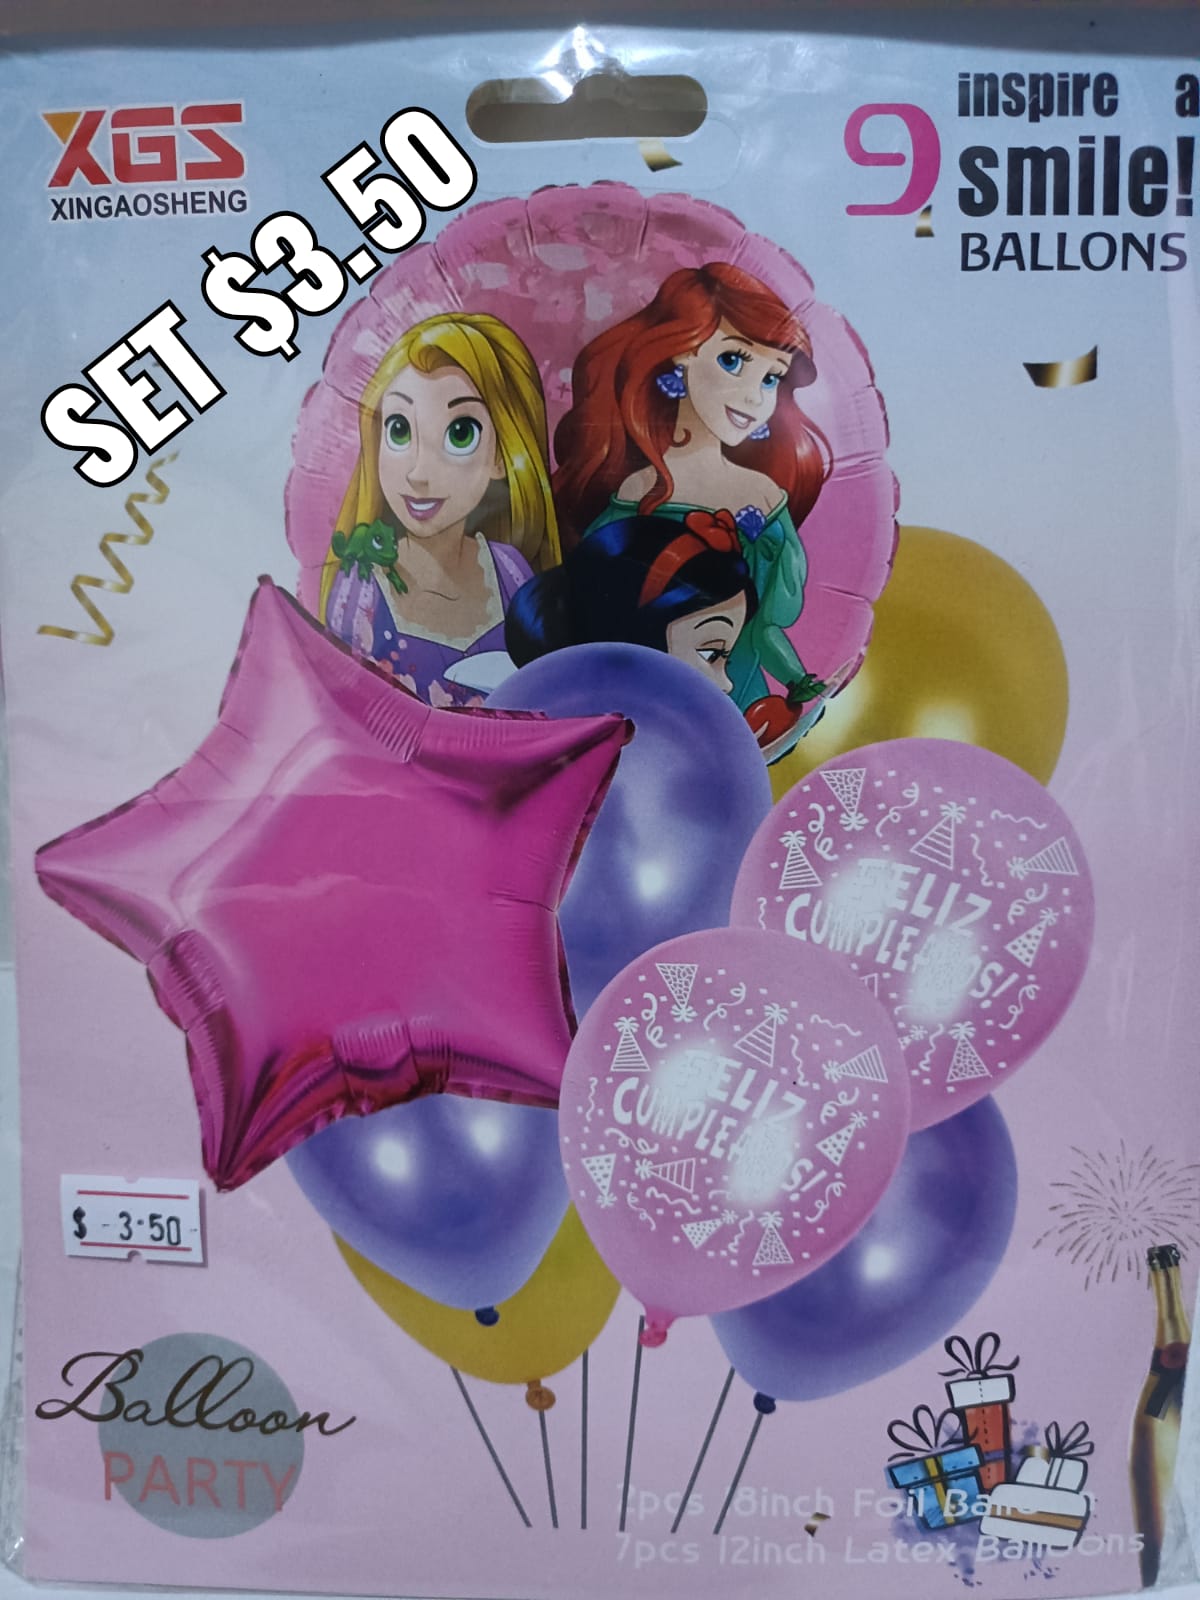 XGS
XINGAOSHENG
SET $3.50
9
inspire a
smile!
BALLONS
FELIZ
CUMPLEAÑOS!
FELIZ
CUMPLEAÑOS!
$ -3.50-
Balloon
PARTY
2pcs 18inch Foil
7pcs 12inch Latex Balloons